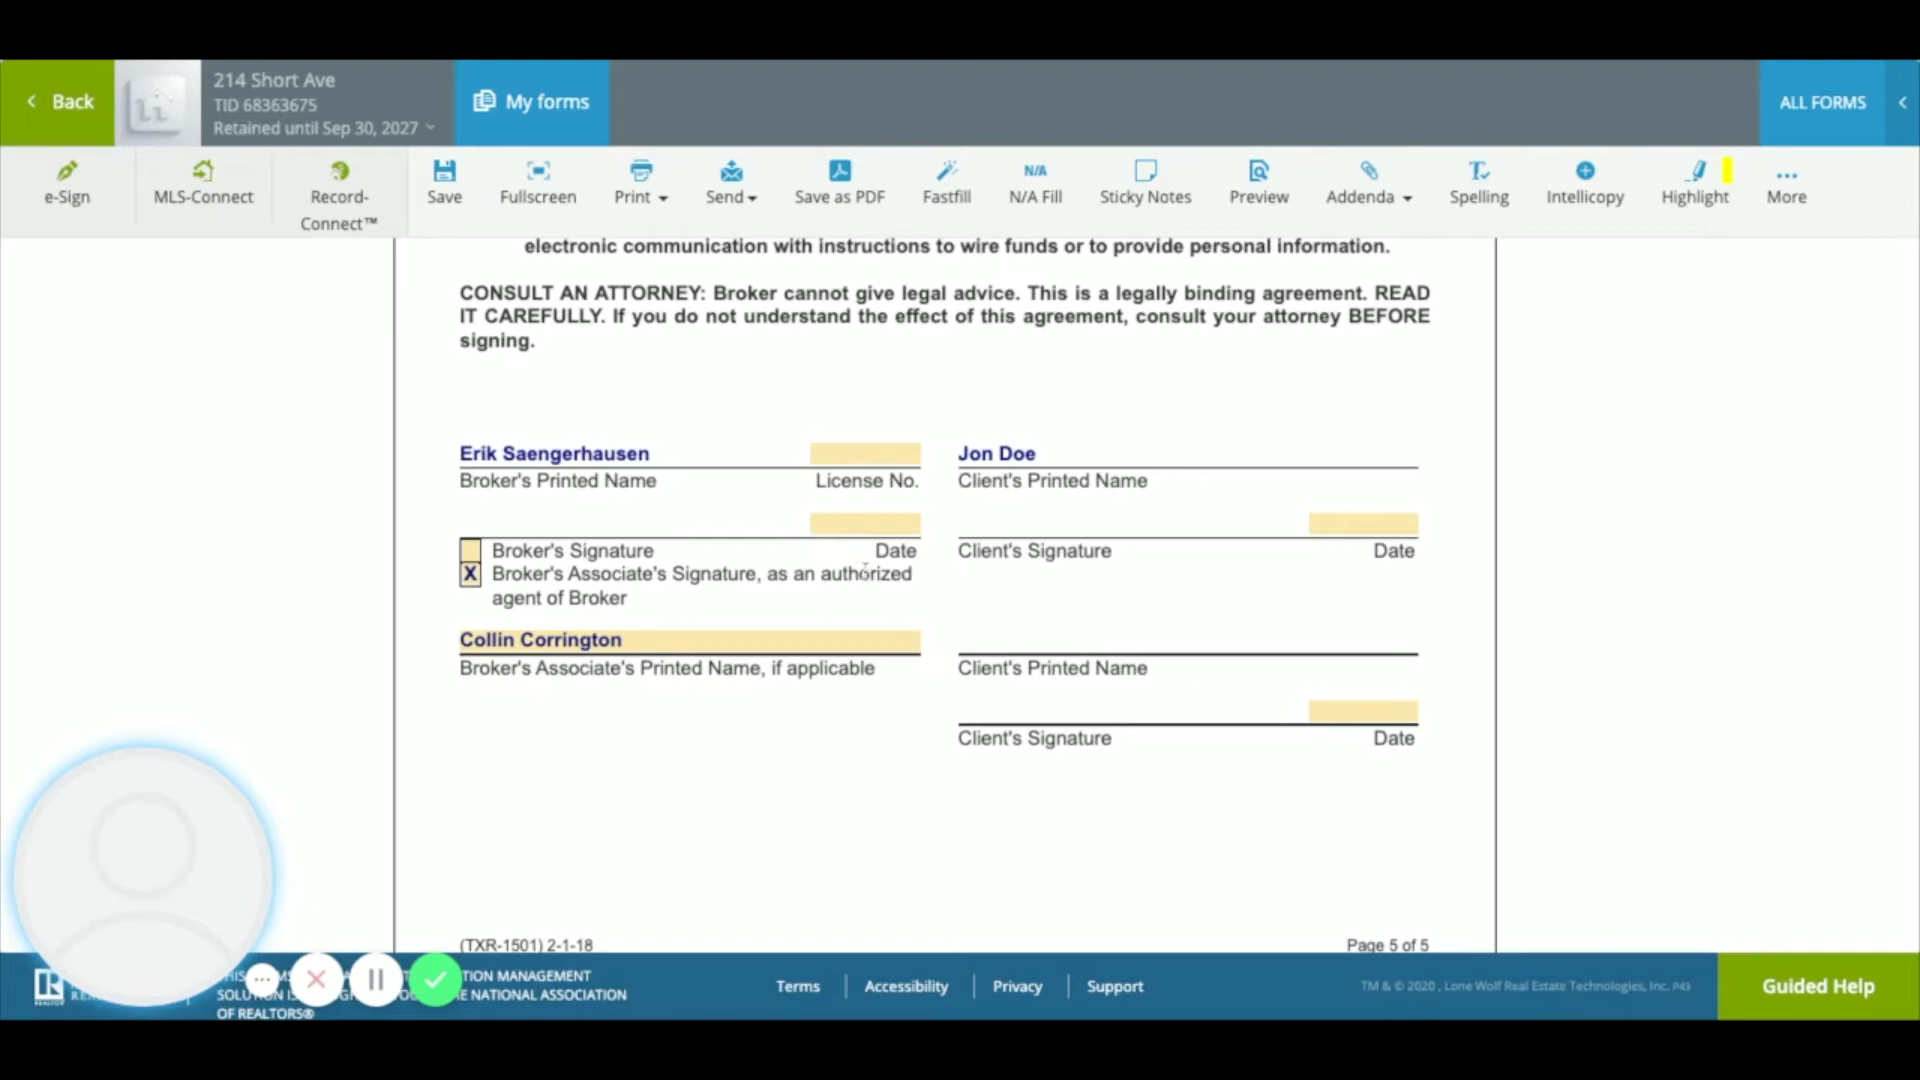 Back
214 Short Ave
TID 68363675
Retained until Sep 30, 2027
My forms
ALL FORMS
e-Sign
MLS-Connect
Record-
Connect™
Save
Fullscreen
Print
Send
Save as PDF
Fastfill
N/A
N/A Fill
Sticky Notes
Preview
Addenda
Spelling
Intellicopy
Highlight
More
electronic communication with instructions to wire funds or to provide personal information.
CONSULT AN ATTORNEY: Broker cannot give legal advice. This is a legally binding agreement. READ
IT CAREFULLY. If you do not understand the effect of this agreement, consult your attorney BEFORE
signing.
Erik Saengerhausen
Jon Doe
Broker's Printed Name License No.
Client's Printed Name
Broker's Signature Date
Client's Signature Date
X Broker's Associate's Signature, as an authorized
agent of Broker
Collin Corrington
Broker's Associate's Printed Name, if applicable
Client's Printed Name
Client's Signature Date
(TXR-1501) 2-1-18 Page 5 of 5
TION MANAGEMENT
E NATIONAL ASSOCIATION
OF REALTORS®
Terms
Accessibility
Privacy
Support
TM & © 2020, Lone Wolf Real Estate Technologies, Inc. P43
Guided Help